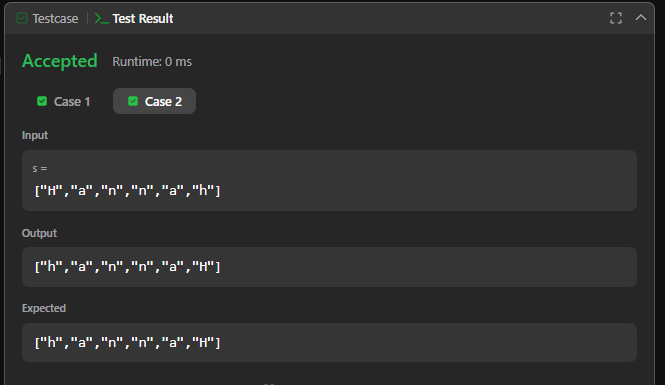 Testcase
Test Result
Accepted Runtime: 0 ms
Case 1 Case 2
Input
s =
["H","a","n","n","a","h"]
Output
["h","a","n","n","a","H"]
Expected
["h","a","n","n","a","H"]